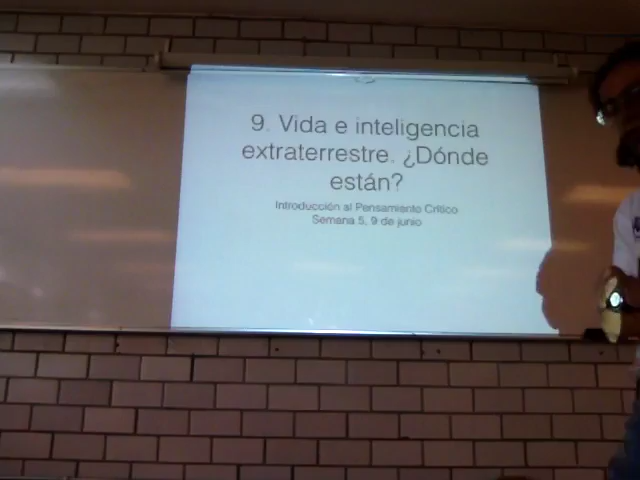 9. Vida e inteligencia
extraterrestre. ¿Dónde
están?
Introducción al Pensamiento Crítico
Semana 5, 9 de junio